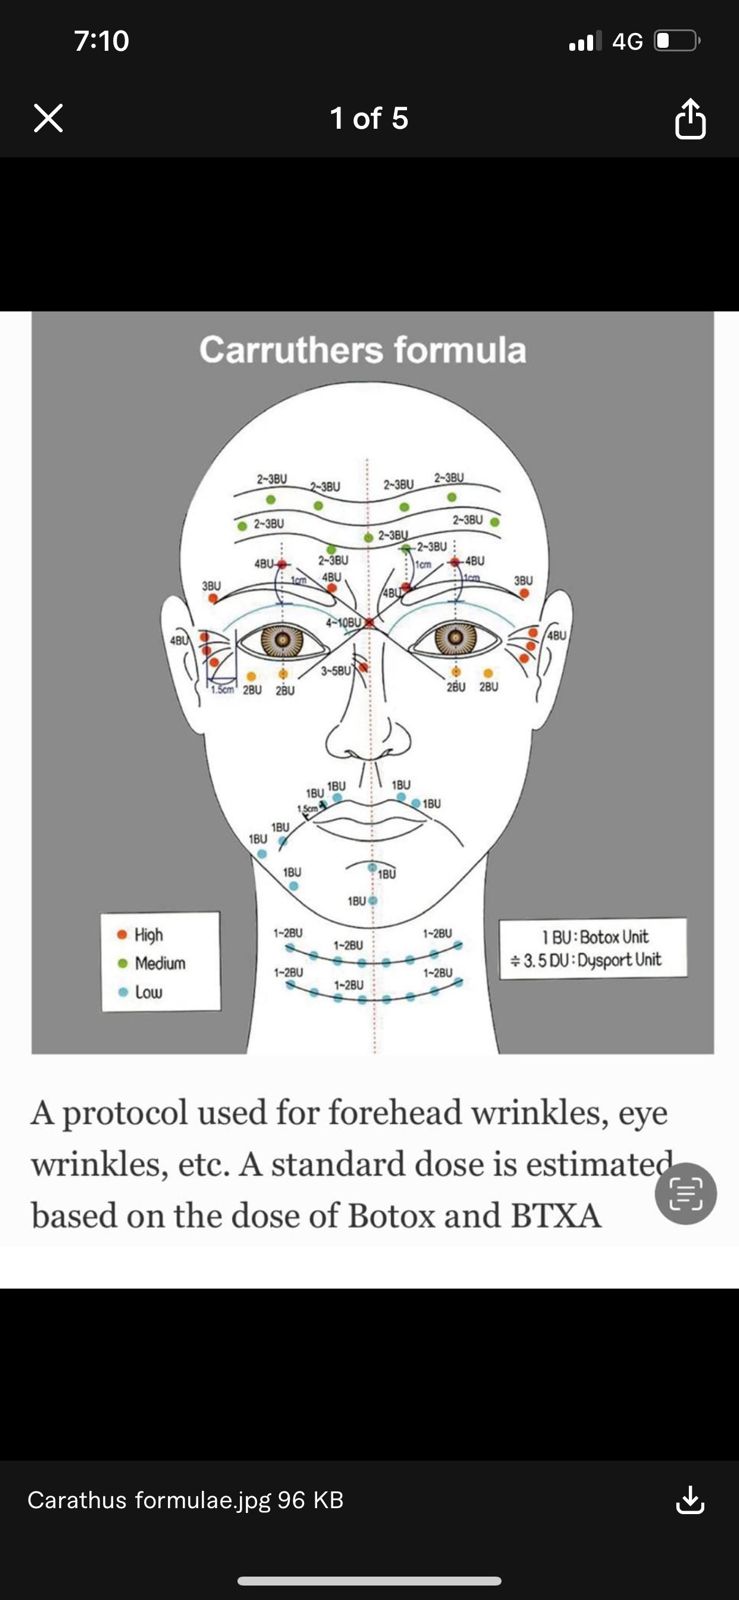 7:10
4G
1 of 5
Carruthers formula
2~3BU
2~3BU
2~3BU
2~3BU
2~3BU
2~3BU
2~3BU
2~3BU
2~3BU
4BU
4BU
1cm
4BU
4BU
1cm
1cm
3BU
3BU
4~10BU
4BU
4BU
3~5BU
1.5cm
2BU
2BU
2BU
2BU
1BU
1BU
1BU
1BU
1.5cm
1BU
1BU
1BU
1BU
1BU
1~2BU
1~2BU
1~2BU
1~2BU
1~2BU
1~2BU
High
Medium
Low
1 BU : Botox Unit
≑ 3.5 DU : Dysport Unit
A protocol used for forehead wrinkles, eye
wrinkles, etc. A standard dose is estimated
based on the dose of Botox and BTXA
Carathus formulae.jpg 96 KB